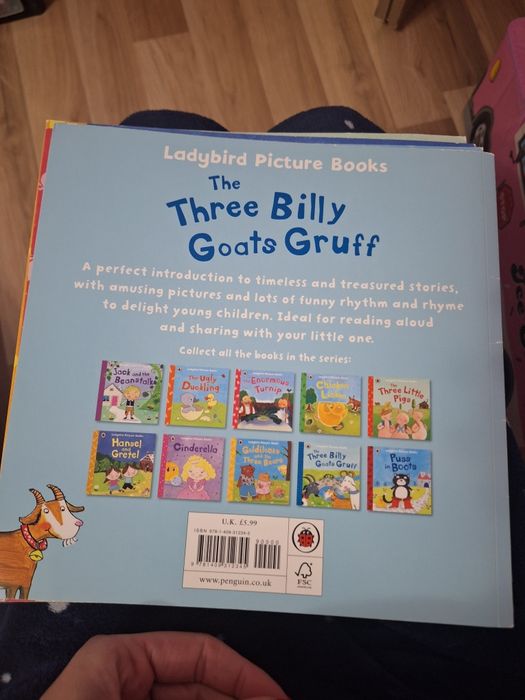 Ladybird Picture Books
The
Three Billy
Goats Gruff
A perfect introduction to timeless and treasured stories,
with amusing pictures and lots of funny rhythm and rhyme
to delight young children. Ideal for reading aloud
and sharing with your little one.
Collect all the books in the series:
Jack and the
Beanstalk
The Ugly
Duckling
The Enormous
Turnip
Chicken
Licken
The
Three Little
Pigs
Hansel
and
Gretel
Cinderella
Goldilocks
and the
Three Bears
The
Three Billy
Goats Gruff
Puss
in Boots
U.K. £5.99
90000
www.penguin.co.uk
FSC